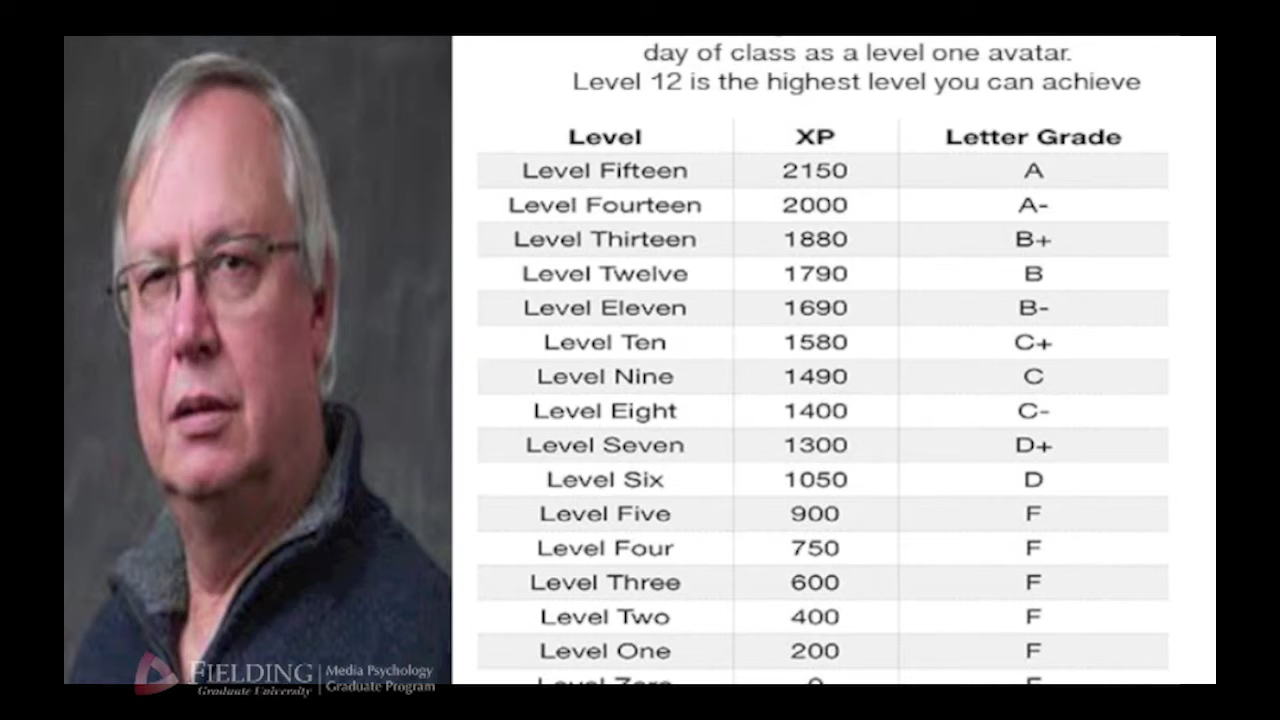 day of class as a level one avatar.
Level 12 is the highest level you can achieve
Level XP Letter Grade
Level Fifteen 2150 A
Level Fourteen 2000 A-
Level Thirteen 1880 B+
Level Twelve 1790 B
Level Eleven 1690 B-
Level Ten 1580 C+
Level Nine 1490 C
Level Eight 1400 C-
Level Seven 1300 D+
Level Six 1050 D
Level Five 900 F
Level Four 750 F
Level Three 600 F
Level Two 400 F
Level One 200 F
Level Zero 0 F
FIELDING
Graduate University
Media Psychology
Graduate Program